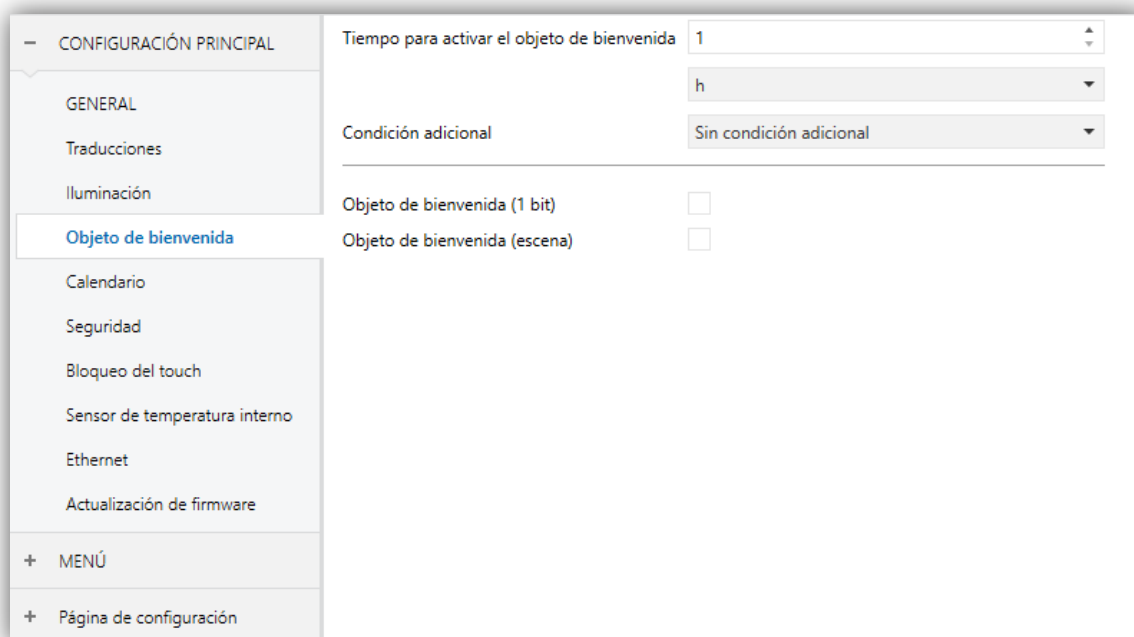 − CONFIGURACIÓN PRINCIPAL
GENERAL
Traducciones
Iluminación
Objeto de bienvenida
Calendario
Seguridad
Bloqueo del touch
Sensor de temperatura interno
Ethernet
Actualización de firmware
+ MENÚ
+ Página de configuración
Tiempo para activar el objeto de bienvenida 1
h
Condición adicional Sin condición adicional
Objeto de bienvenida (1 bit)
Objeto de bienvenida (escena)